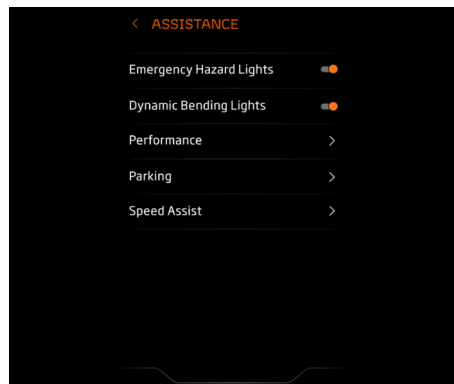 ASSISTANCE
Emergency Hazard Lights
Dynamic Bending Lights
Performance
Parking
Speed Assist